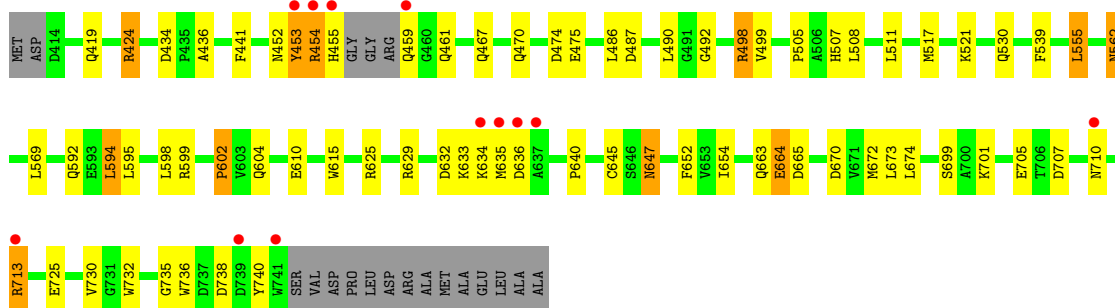 MET ASP D414 Q419 R424 D434 P435 A436 F441 N452 Y453 R454 H455 GLY GLY ARG Q459 G460 Q461 Q467 Q470 D474 E475 L486 D487 L490 G491 G492 R498 V499 P505 A506 H507 L508 L511 M517 K521 Q530 F539 L555 N562
L569 Q592 E593 L594 L595 L598 R599 P602 V603 Q604 E610 W615 R625 R629 D632 K633 K634 M635 D636 A637 P640 C645 S646 N647 F652 V653 I654 Q663 E664 D665 D670 V671 M672 L673 L674 S699 A700 K701 E705 T706 D707 N710
R713 E725 V730 G731 W732 G735 W736 D737 D738 D739 Y740 W741 SER VAL ASP PRO LEU ASP ARG ALA MET ALA GLU LEU ALA ALA